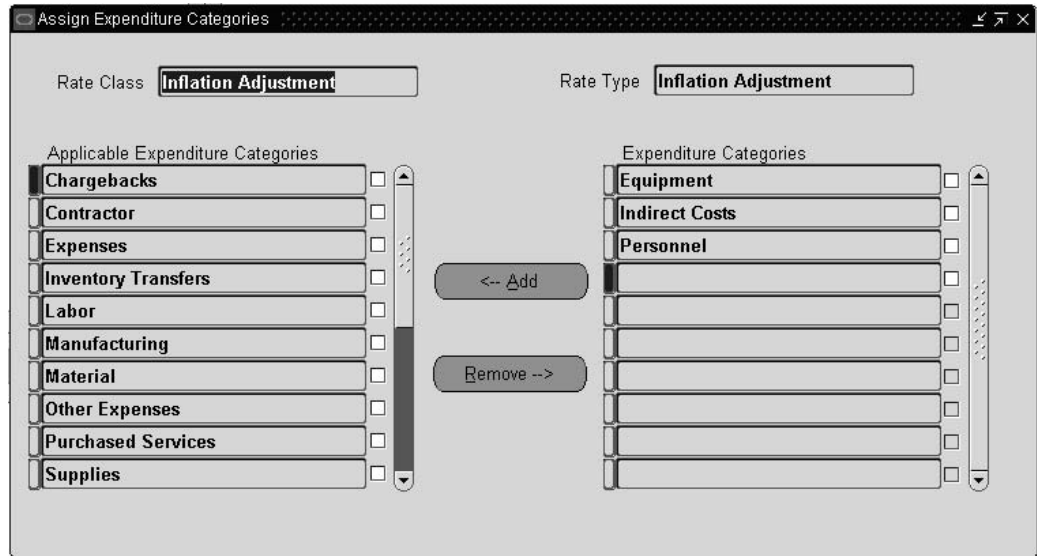 Assign Expenditure Categories
Rate Class Inflation Adjustment
Rate Type Inflation Adjustment
Applicable Expenditure Categories
Chargebacks
Contractor
Expenses
Inventory Transfers
Labor
Manufacturing
Material
Other Expenses
Purchased Services
Supplies
<-- Add
Remove -->
Expenditure Categories
Equipment
Indirect Costs
Personnel